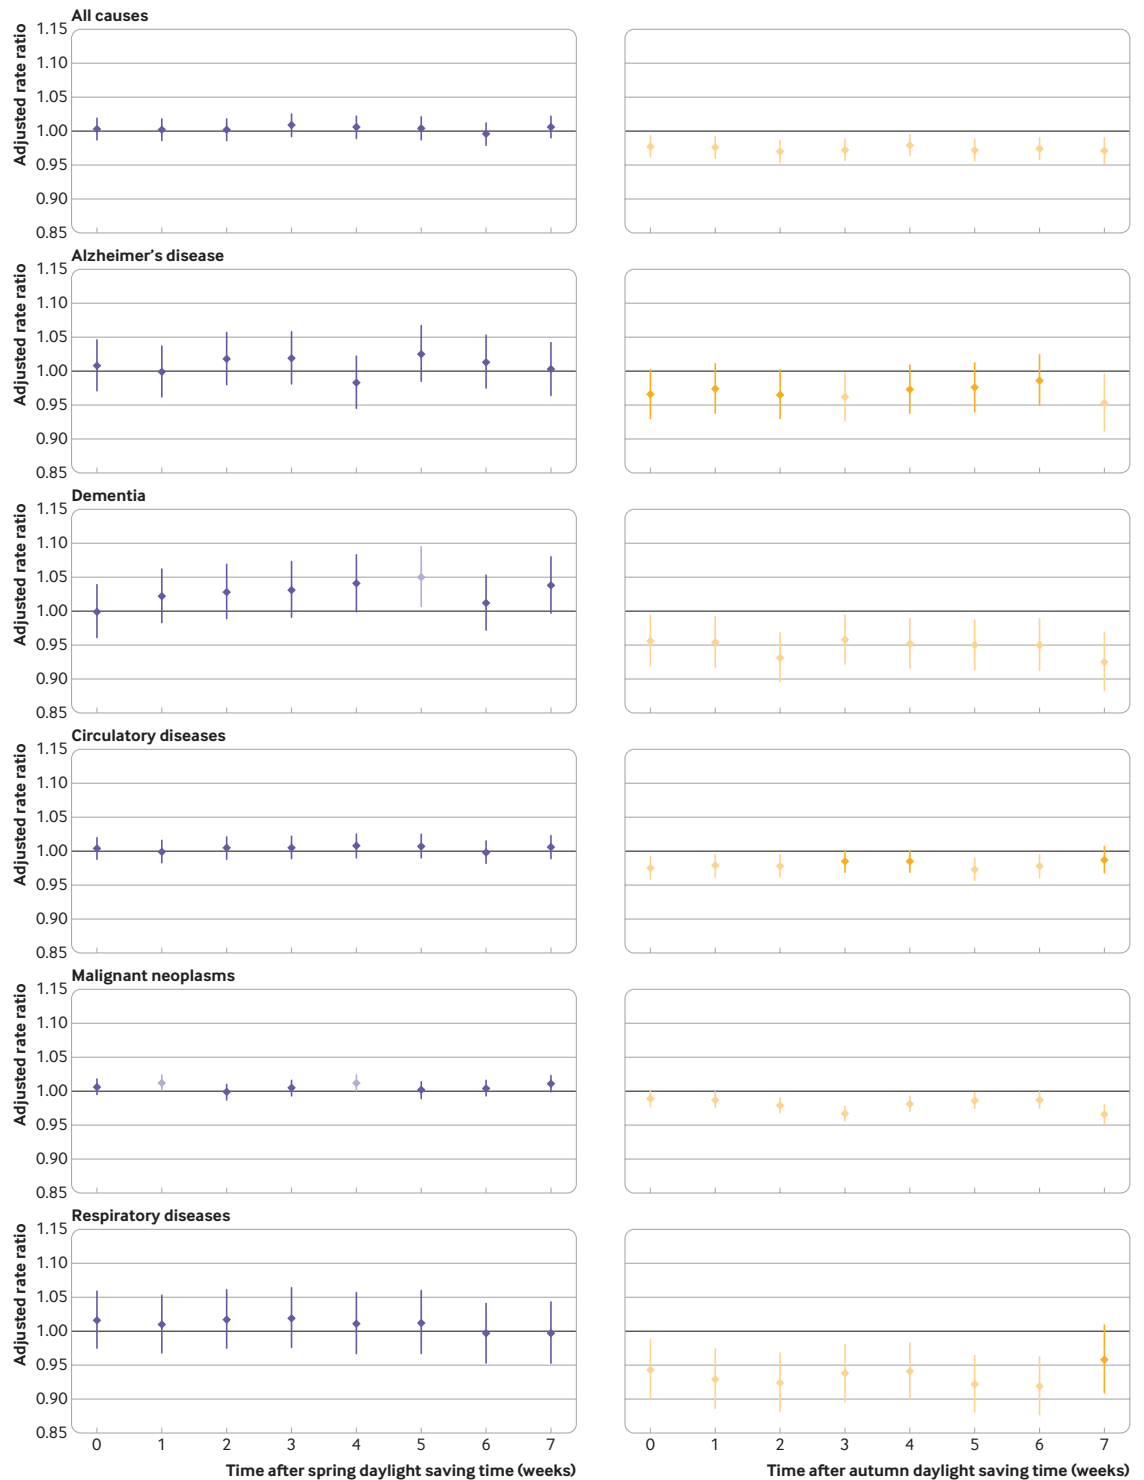 All causes
Adjusted rate ratio
1.15
1.10
1.05
1.00
0.95
0.90
0.85
Alzheimer's disease
Adjusted rate ratio
1.15
1.10
1.05
1.00
0.95
0.90
0.85
Dementia
Adjusted rate ratio
1.15
1.10
1.05
1.00
0.95
0.90
0.85
Circulatory diseases
Adjusted rate ratio
1.15
1.10
1.05
1.00
0.95
0.90
0.85
Malignant neoplasms
Adjusted rate ratio
1.15
1.10
1.05
1.00
0.95
0.90
0.85
Respiratory diseases
Adjusted rate ratio
1.15
1.10
1.05
1.00
0.95
0.90
0.85
0 1 2 3 4 5 6 7
Time after spring daylight saving time (weeks)
0 1 2 3 4 5 6 7
Time after autumn daylight saving time (weeks)